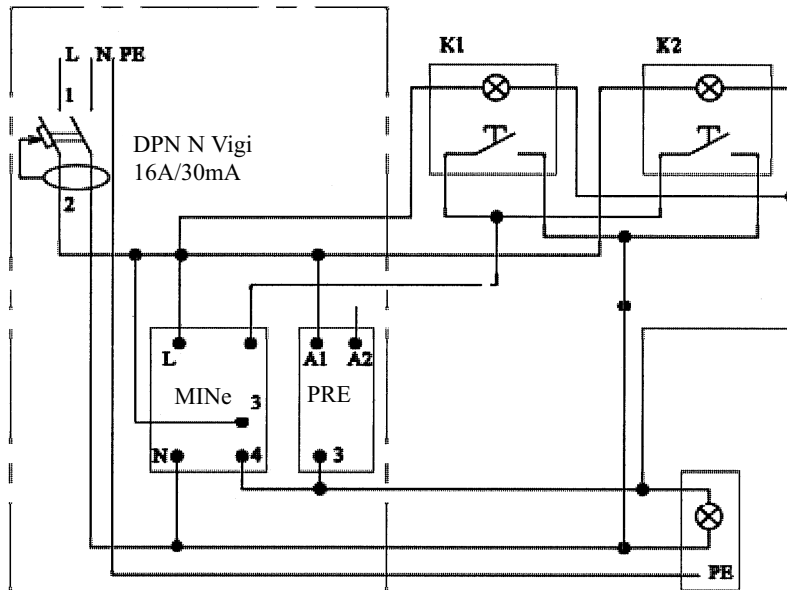 L N PE
K1
K2
1
DPN N Vigi
16A/30mA
2
L
A1 A2
MINe
3
PRE
N
4
3
PE